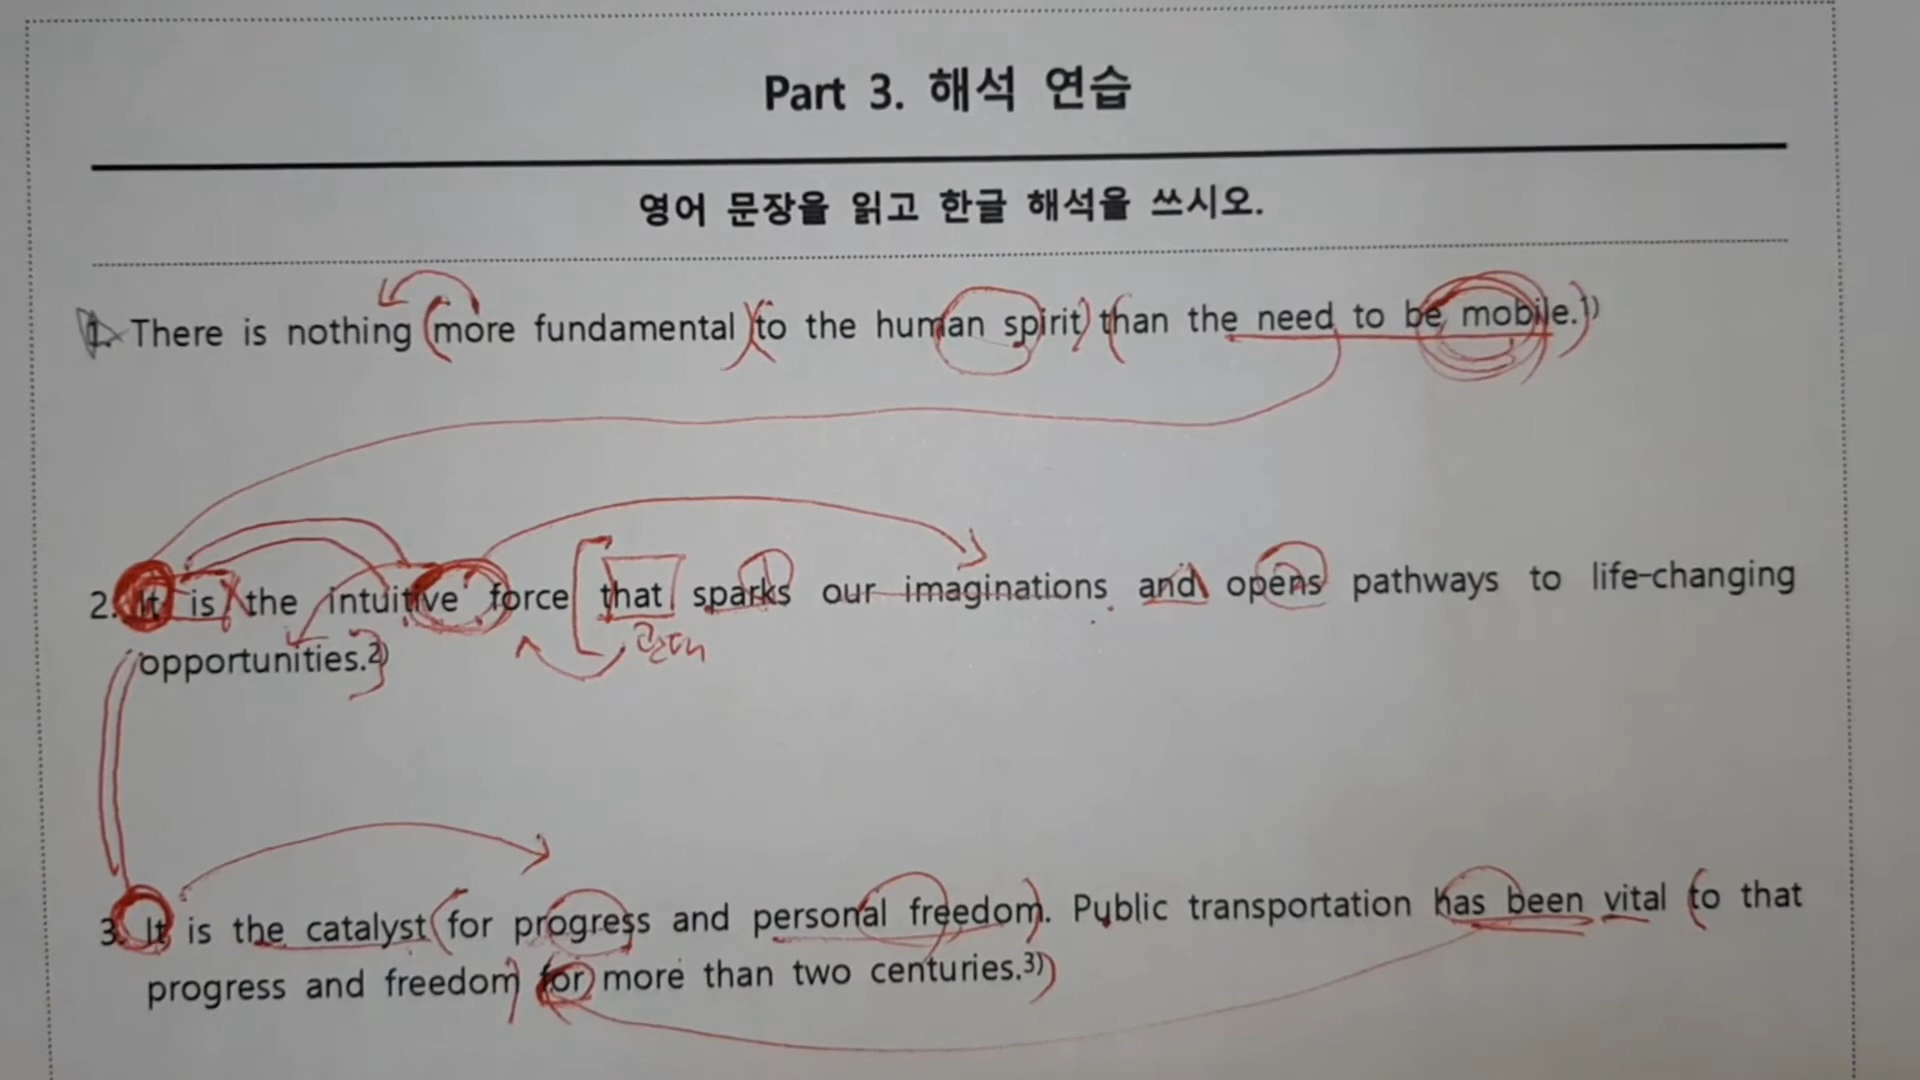 Part 3. 해석 연습
영어 문장을 읽고 한글 해석을 쓰시오.
1. There is nothing more fundamental to the human spirit than the need to be mobile.1)
2. It is the intuitive force that sparks our imaginations and opens pathways to life-changing
관대
opportunities.2)
3. It is the catalyst for progress and personal freedom. Public transportation has been vital to that
progress and freedom for more than two centuries.3)